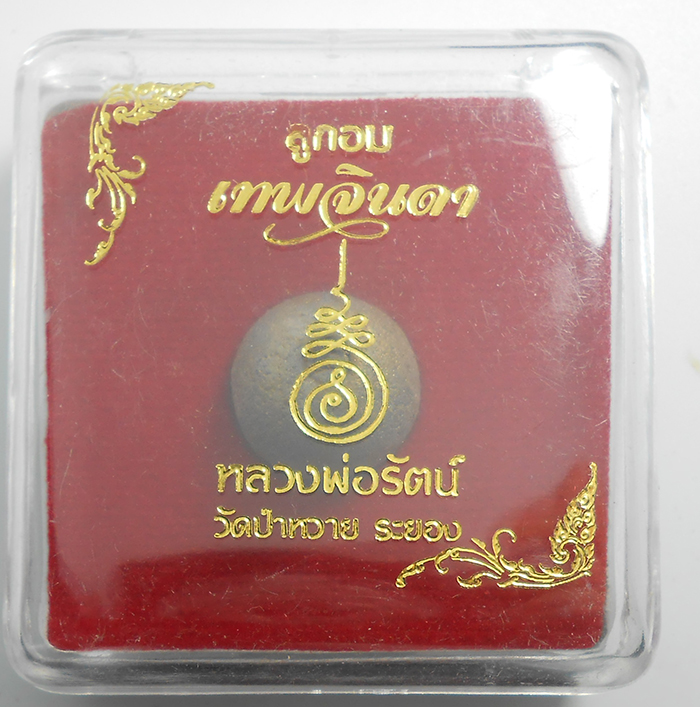 ลูกอม
เทพจินดา
หลวงพ่อรัตน์
วัดป่าหวาย ระยอง